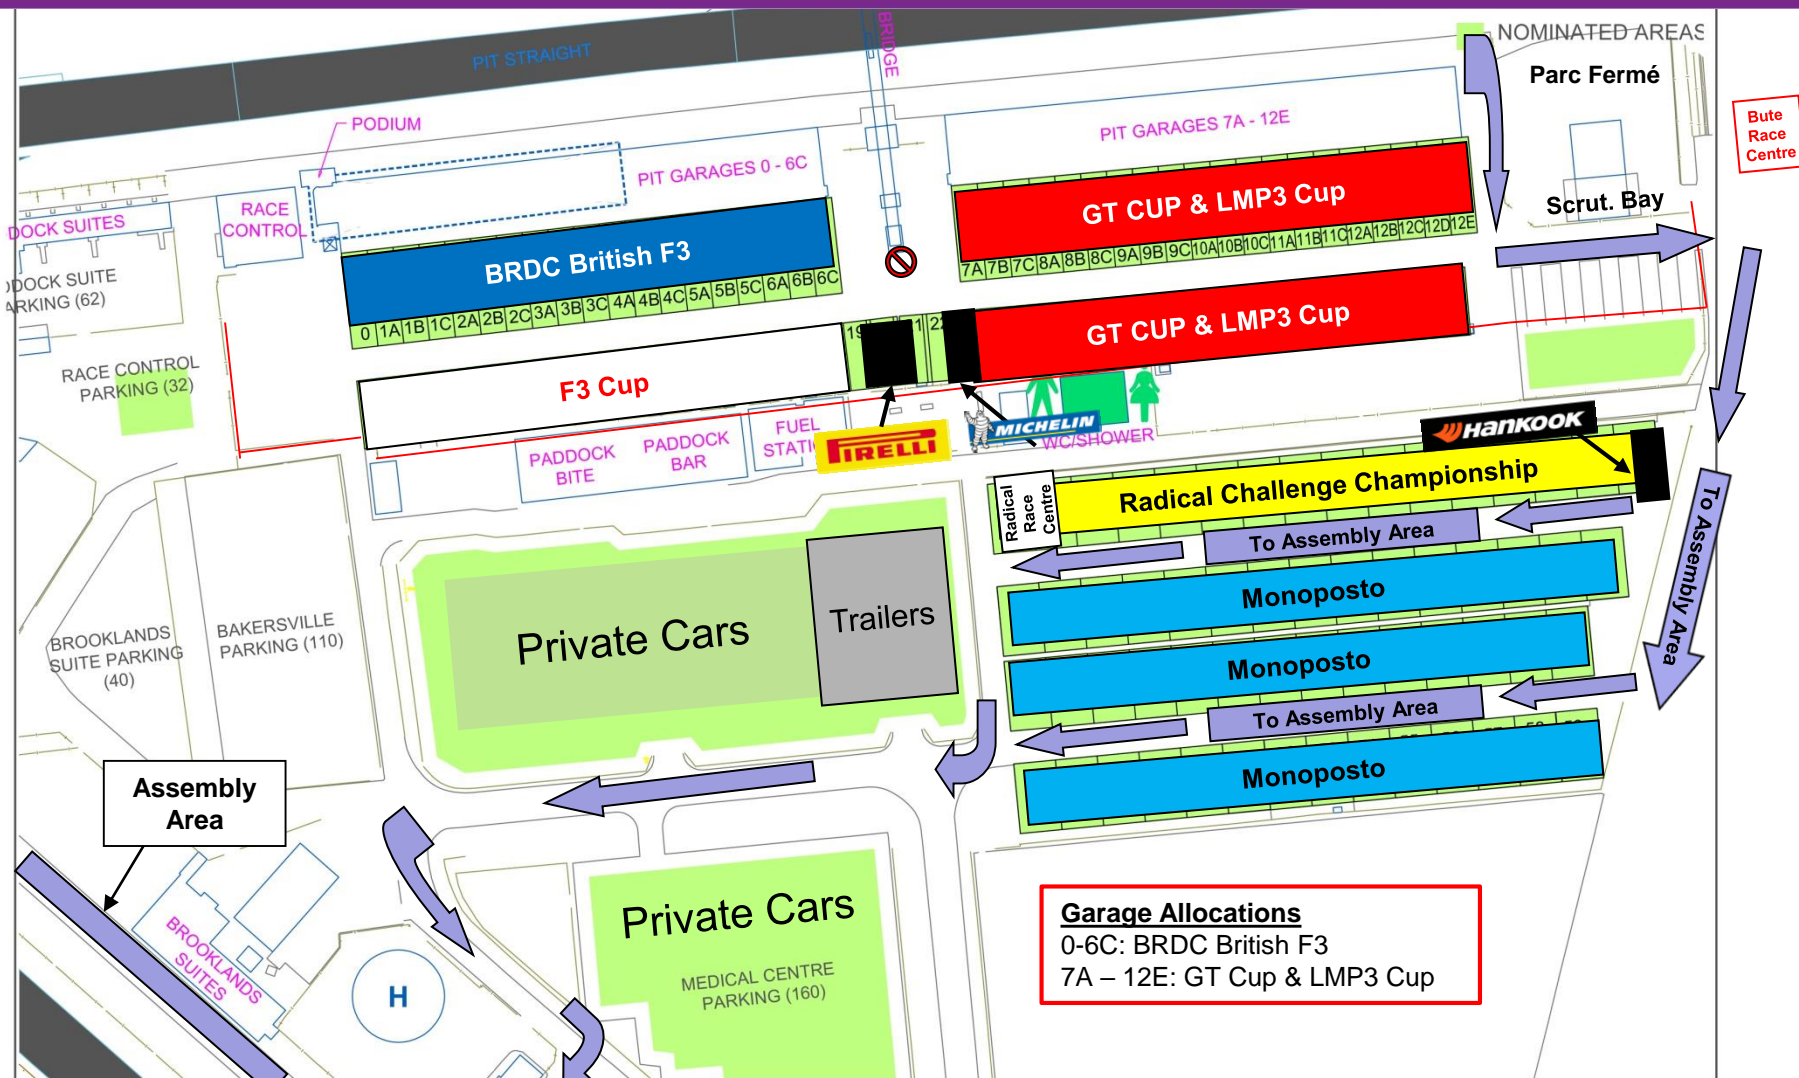 PIT STRAIGHT
BRIDGE
NOMINATED AREAS
Parc Fermé
Bute
Race
Centre
PODIUM
PIT GARAGES 0 - 6C
PIT GARAGES 7A - 12E
RACE
CONTROL
DOCK SUITES
DDOCK SUITE
ARKING (62)
BRDC British F3
0 1A 1B 1C 2A 2B 2C 3A 3B 3C 4A 4B 4C 5A 5B 5C 6A 6B 6C
GT CUP & LMP3 Cup
7A 7B 7C 8A 8B 8C 9A 9B 9C 10A 10B 10C 11A 11B 11C 12A 12B 12C 12D 12E
Scrut. Bay
RACE CONTROL
PARKING (32)
F3 Cup
19
GT CUP & LMP3 Cup
PADDOCK
BITE
PADDOCK
BAR
FUEL
PIRELLI
MICHELIN
WC/SHOWER
HANKOOK
Radical
Race
Centre
Radical Challenge Championship
To Assembly Area
To Assembly Area
Monoposto
Monoposto
To Assembly Area
Monoposto
Private Cars
Trailers
BROOKLANDS
SUITE PARKING
(40)
BAKERSVILLE
PARKING (110)
Assembly
Area
BROOKLANDS
SUITES
H
Private Cars
MEDICAL CENTRE
PARKING (160)
Garage Allocations
0-6C: BRDC British F3
7A – 12E: GT Cup & LMP3 Cup